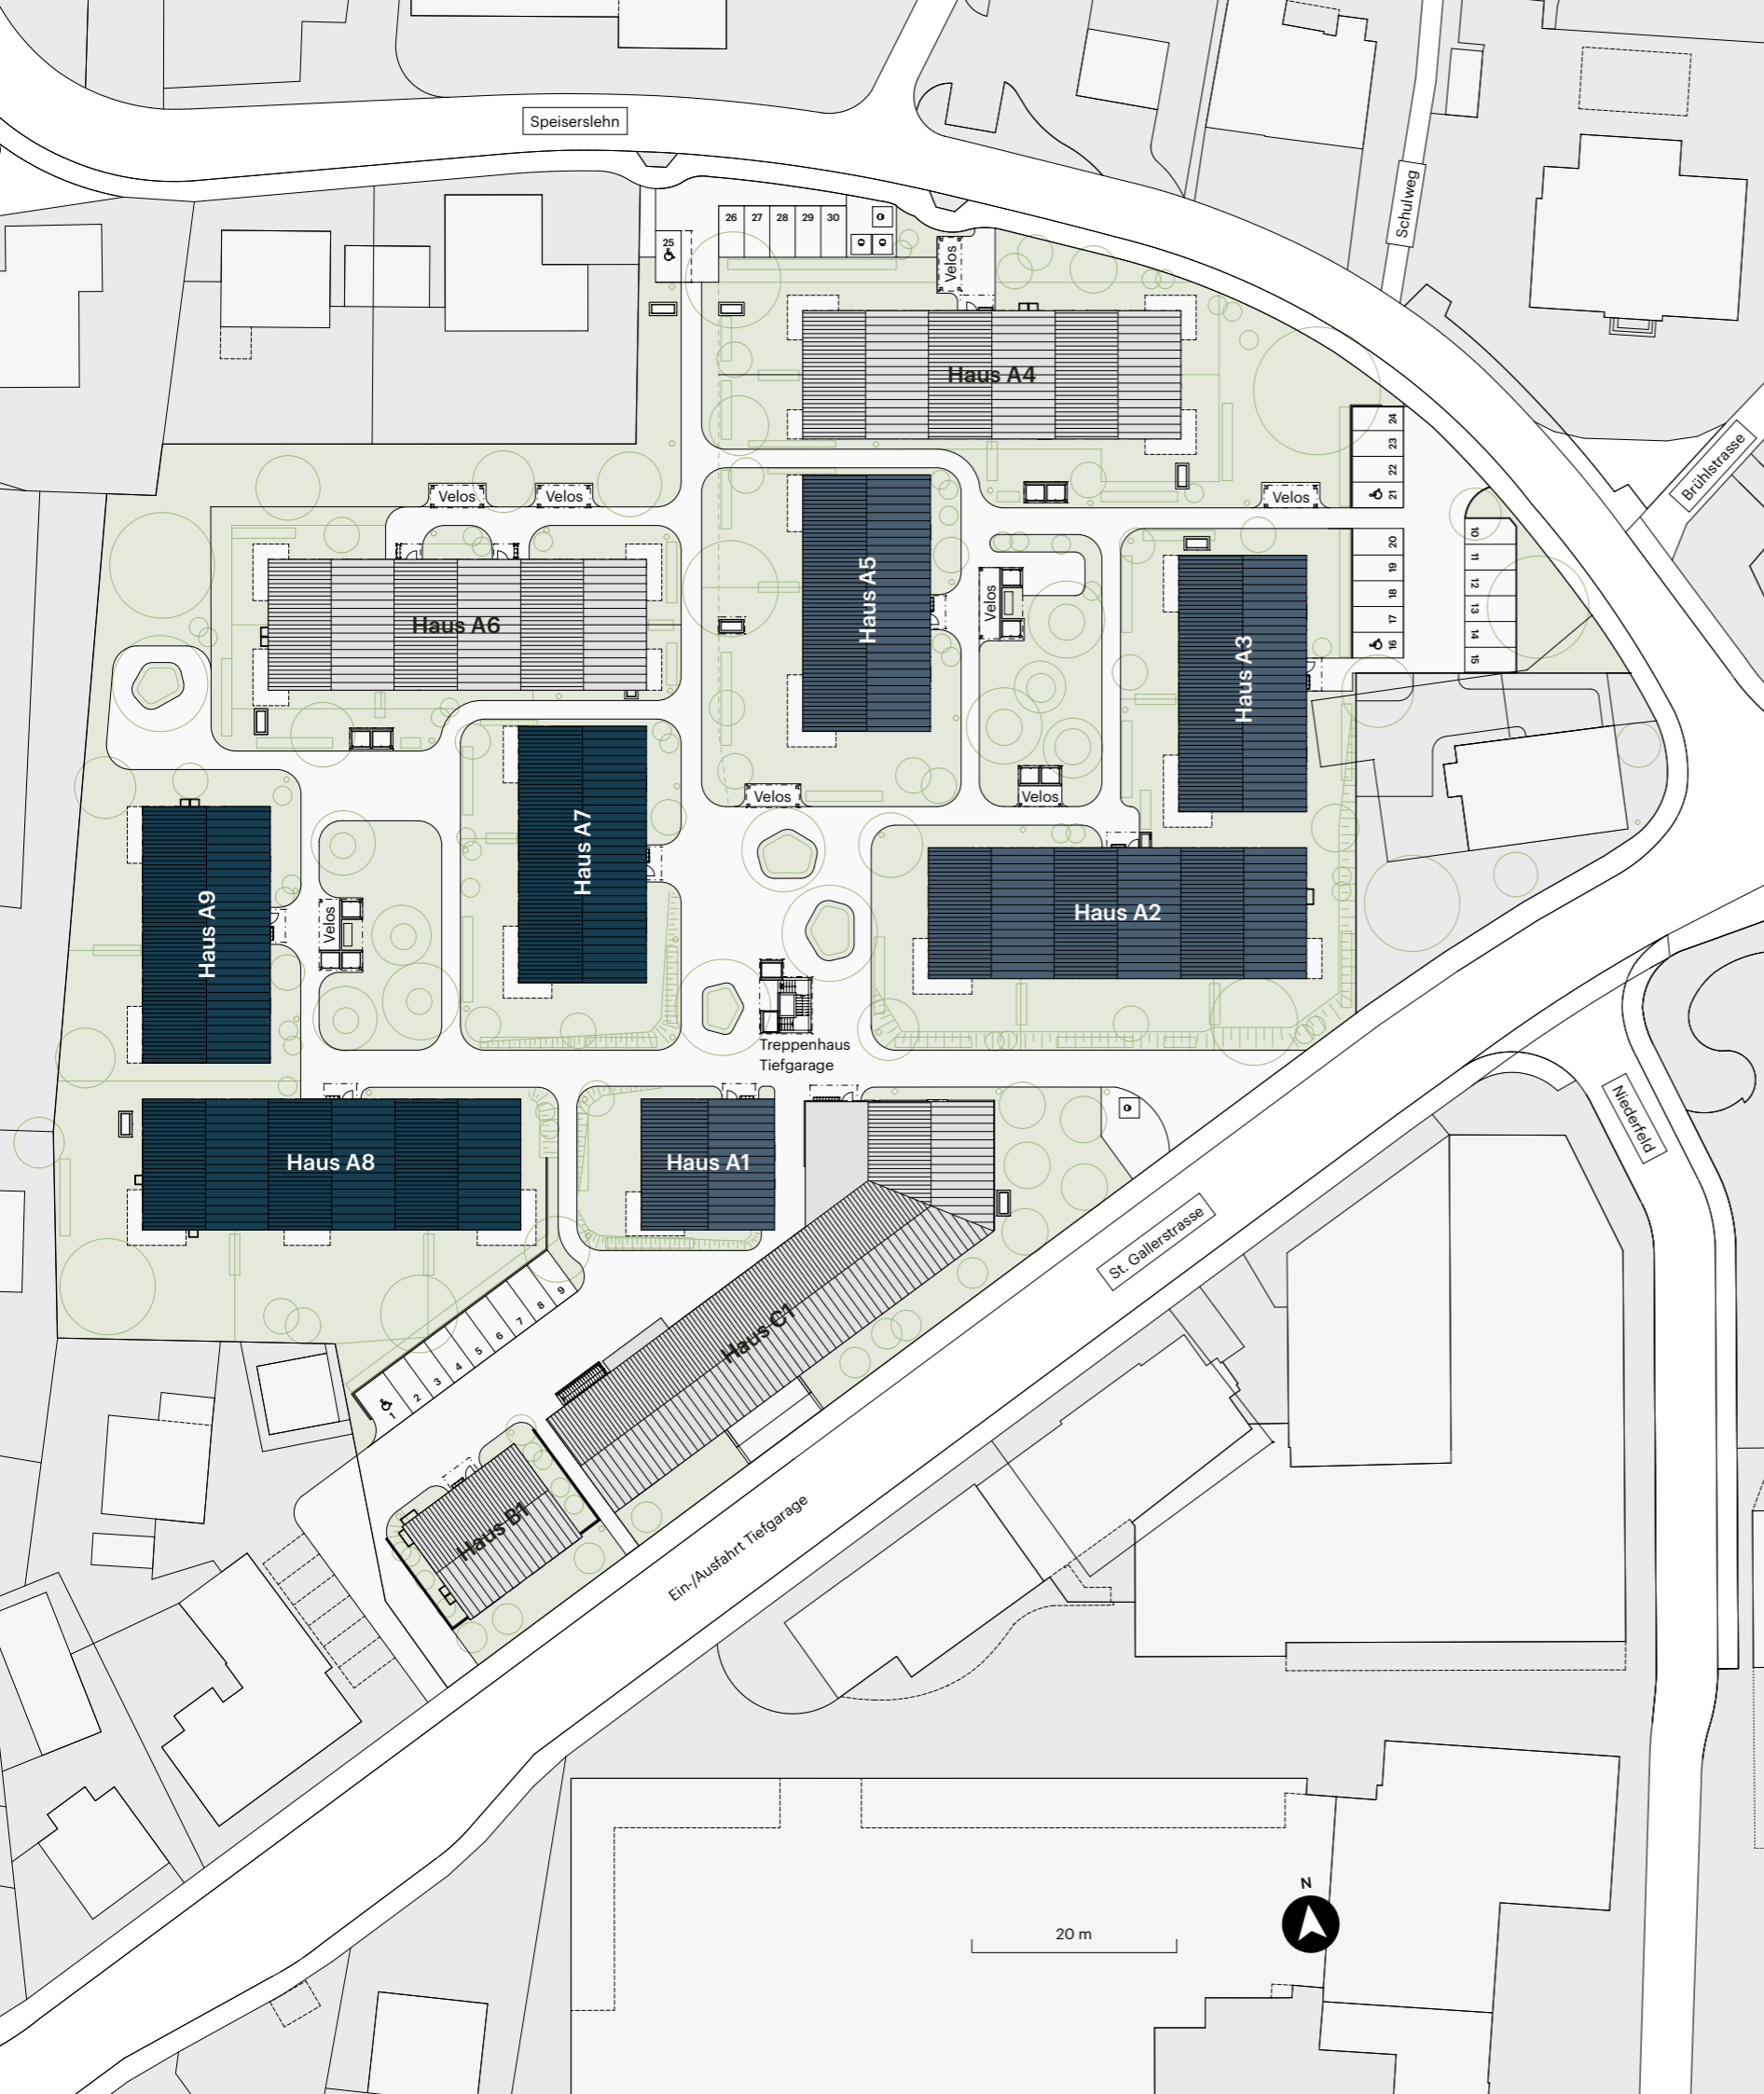 Speiserslehn
Schulweg
26 27 28 29 30
25
Velos
Haus A4
24
23
22
21
Brühlstrasse
Velos
Velos
Velos
20
19
18
17
16
10
11
12
13
14
15
Haus A5
Velos
Haus A6
Haus A3
Velos
Velos
Haus A7
Haus A9
Velos
Haus A2
Treppenhaus
Tiefgarage
Niederfeld
Haus A8
Haus A1
St. Gallerstrasse
1 2 3 4 5 6 7 8 9
Haus C1
Haus B1
Ein-/Ausfahrt Tiefgarage
N
20 m